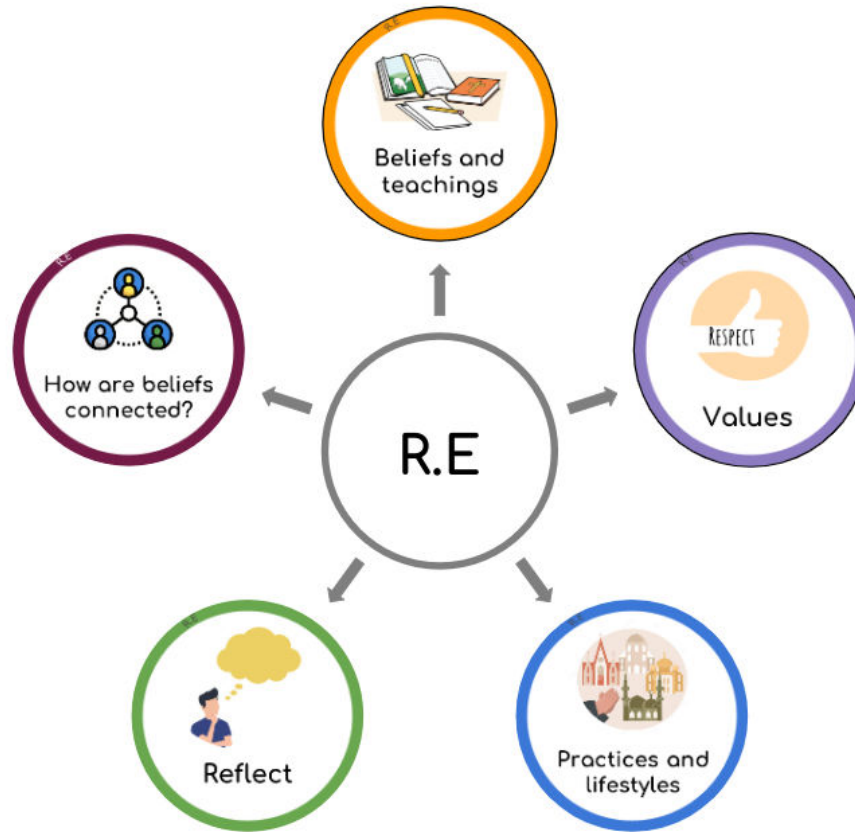 R.E
Beliefs and
teachings
R.E
RESPECT
Values
R.E
How are beliefs
connected?
R.E
R.E
Reflect
R.E
Practices and
lifestyles